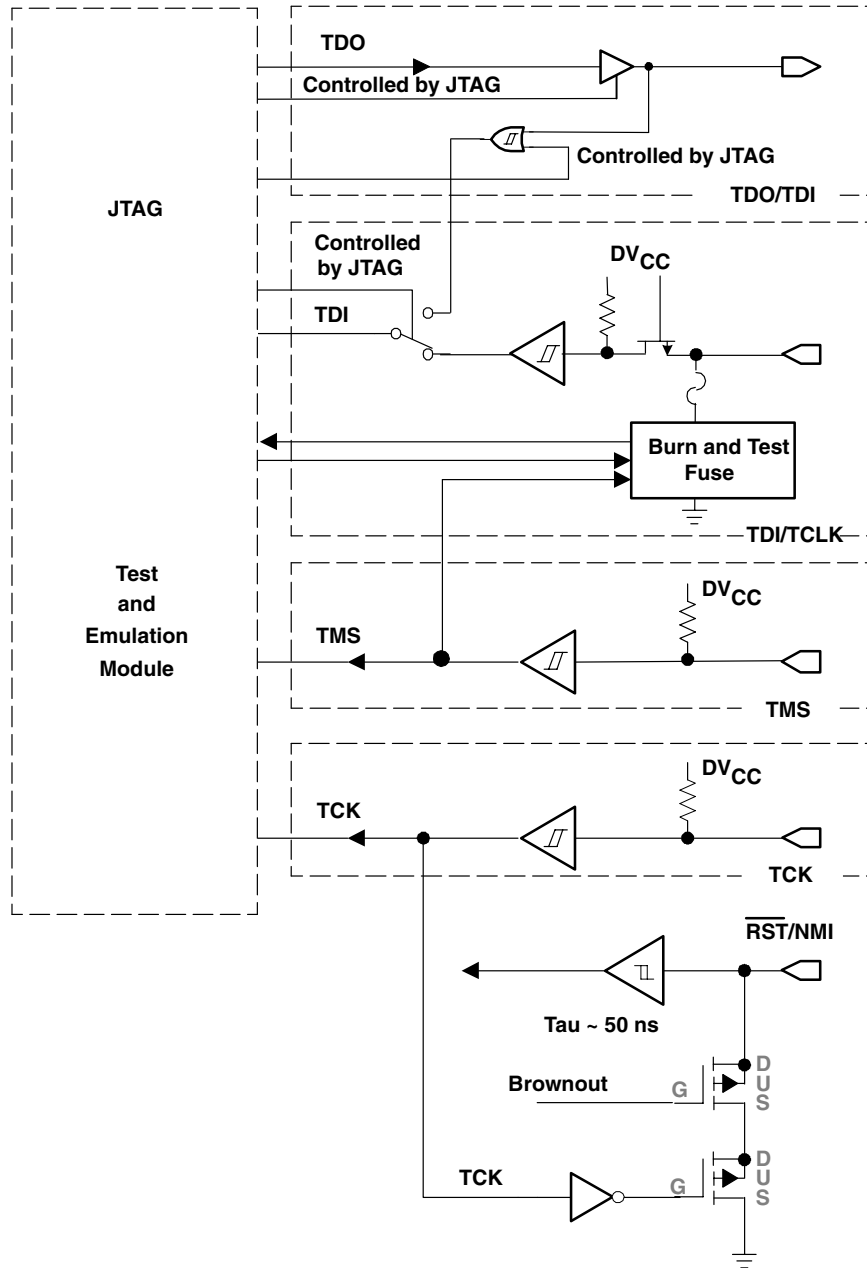 TDO
Controlled by JTAG
Controlled by JTAG
TDO/TDI
JTAG
Controlled
by JTAG
TDI
DVCC
Burn and Test
Fuse
TDI/TCLK
Test
and
Emulation
Module
TMS
DVCC
TMS
TCK
DVCC
TCK
RST/NMI
Tau ~ 50 ns
Brownout
G
D
U
S
TCK
G
D
U
S